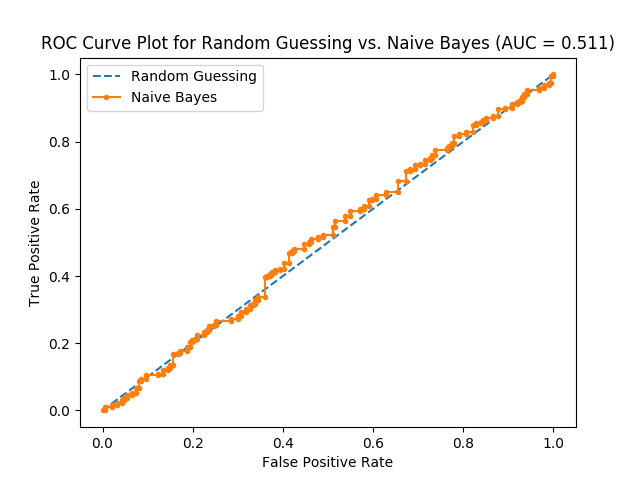 ROC Curve Plot for Random Guessing vs. Naive Bayes (AUC = 0.511)
Random Guessing
Naive Bayes
True Positive Rate
1.0
0.8
0.6
0.4
0.2
0.0
0.0 0.2 0.4 0.6 0.8 1.0
False Positive Rate